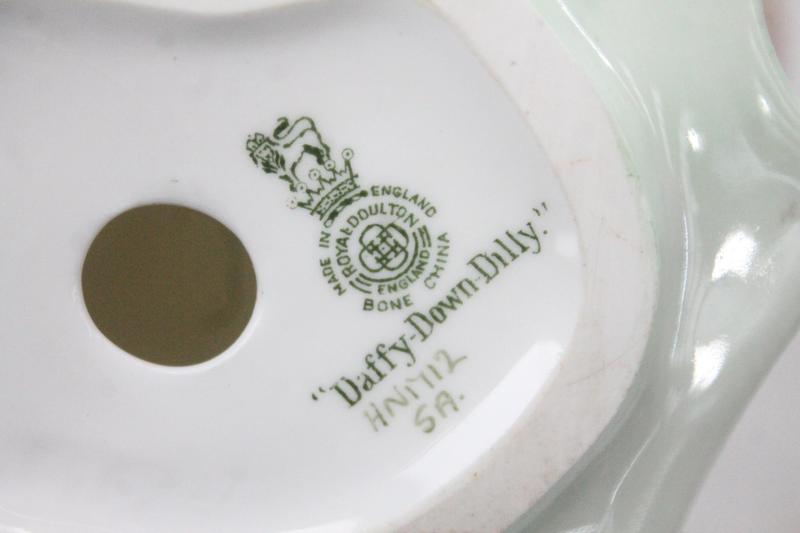 MADE IN ENGLAND
ROYAL DOULTON
ENGLAND
BONE CHINA
"Daffy-Down-Dilly."
HN1712
SA.